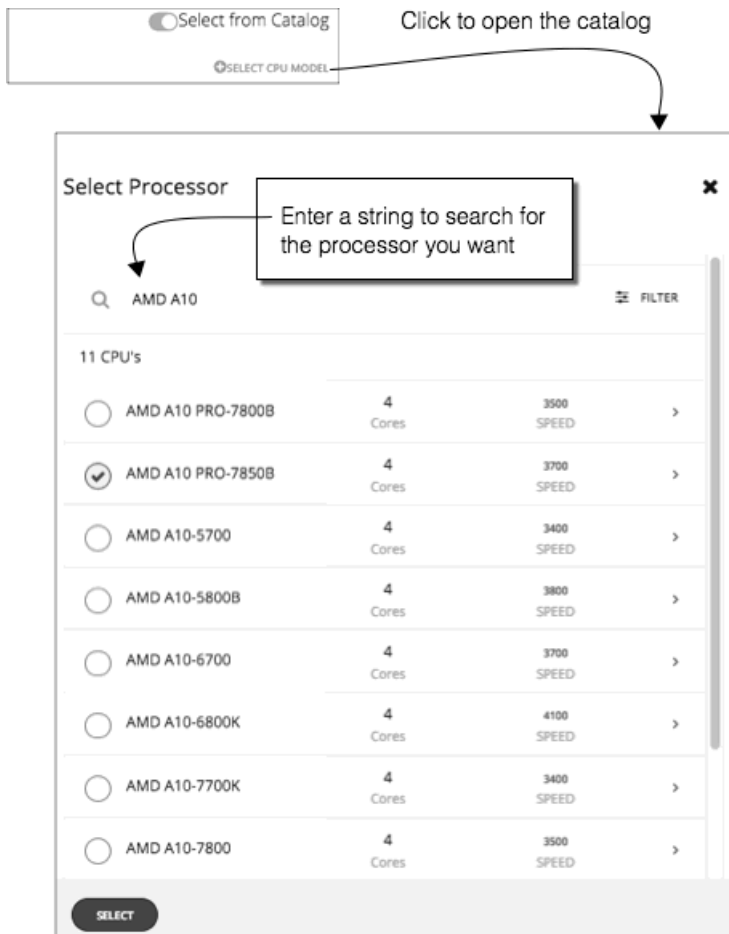 Select from Catalog
Click to open the catalog
SELECT CPU MODEL
Select Processor
Enter a string to search for
the processor you want
AMD A10
FILTER
11 CPU's
AMD A10 PRO-7800B
4
Cores
3500
SPEED
AMD A10 PRO-7850B
4
Cores
3700
SPEED
AMD A10-5700
4
Cores
3400
SPEED
AMD A10-5800B
4
Cores
3800
SPEED
AMD A10-6700
4
Cores
3700
SPEED
AMD A10-6800K
4
Cores
4100
SPEED
AMD A10-7700K
4
Cores
3400
SPEED
AMD A10-7800
4
Cores
3500
SPEED
SELECT